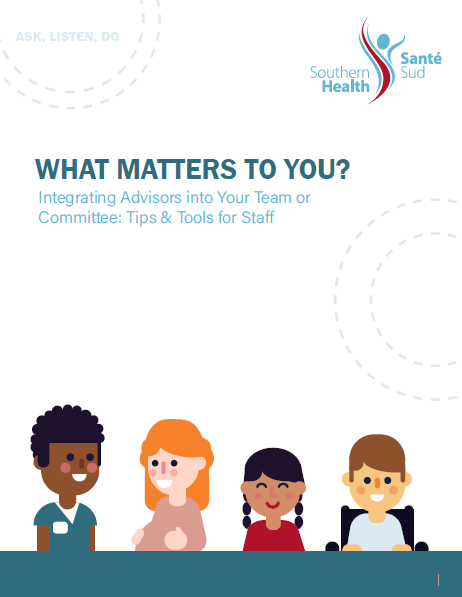 ASK, LISTEN, DO
Southern Santé
Health Sud
WHAT MATTERS TO YOU?
Integrating Advisors into Your Team or
Committee: Tips & Tools for Staff